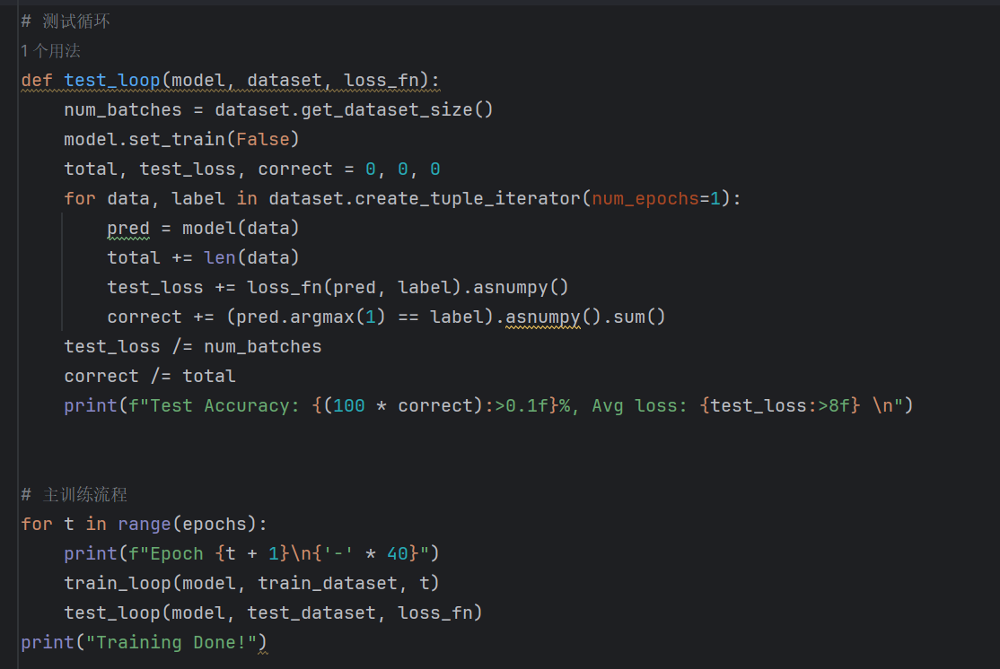 # 测试循环
1 个用法
def test_loop(model, dataset, loss_fn):
    num_batches = dataset.get_dataset_size()
    model.set_train(False)
    total, test_loss, correct = 0, 0, 0
    for data, label in dataset.create_tuple_iterator(num_epochs=1):
        pred = model(data)
        total += len(data)
        test_loss += loss_fn(pred, label).asnumpy()
        correct += (pred.argmax(1) == label).asnumpy().sum()
    test_loss /= num_batches
    correct /= total
    print(f"Test Accuracy: {(100 * correct):>0.1f}%, Avg loss: {test_loss:>8f} \n")
# 主训练流程
for t in range(epochs):
    print(f"Epoch {t + 1}\n{'-' * 40}")
    train_loop(model, train_dataset, t)
    test_loop(model, test_dataset, loss_fn)
print("Training Done!")